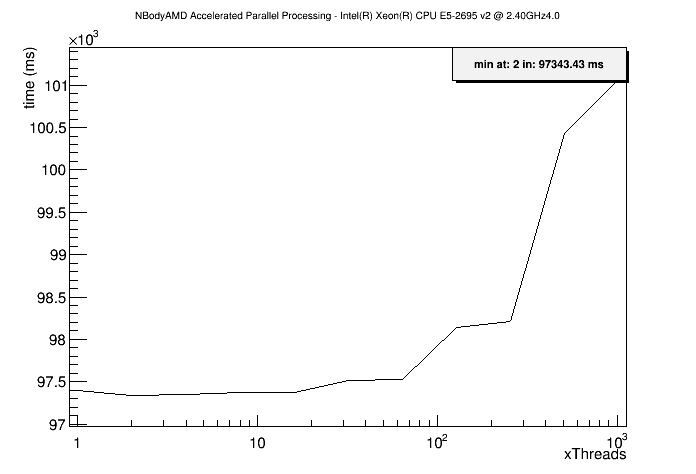 NBodyAMD Accelerated Parallel Processing - Intel(R) Xeon(R) CPU E5-2695 v2 @ 2.40GHz4.0
×10³
time (ms)
min at: 2 in: 97343.43 ms
101
100.5
100
99.5
99
98.5
98
97.5
97
1 10 10² 10³
xThreads